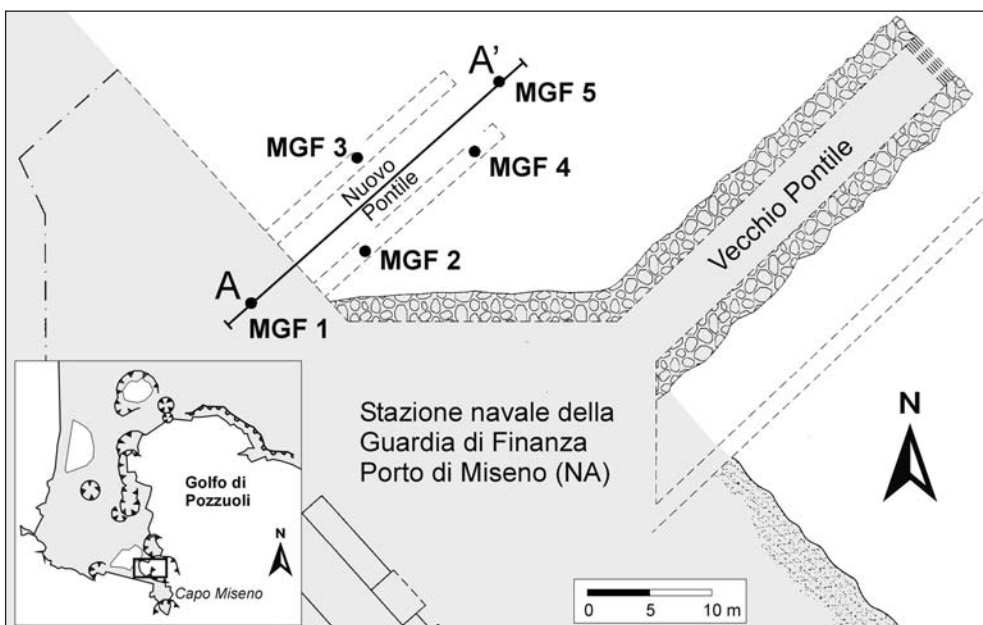 A'
MGF 5
MGF 3
MGF 4
Nuovo
Pontile
Vecchio Pontile
MGF 2
A
MGF 1
N
Stazione navale della
Guardia di Finanza
Porto di Miseno (NA)
Golfo di
Pozzuoli
N
Capo Miseno
0 5 10 m